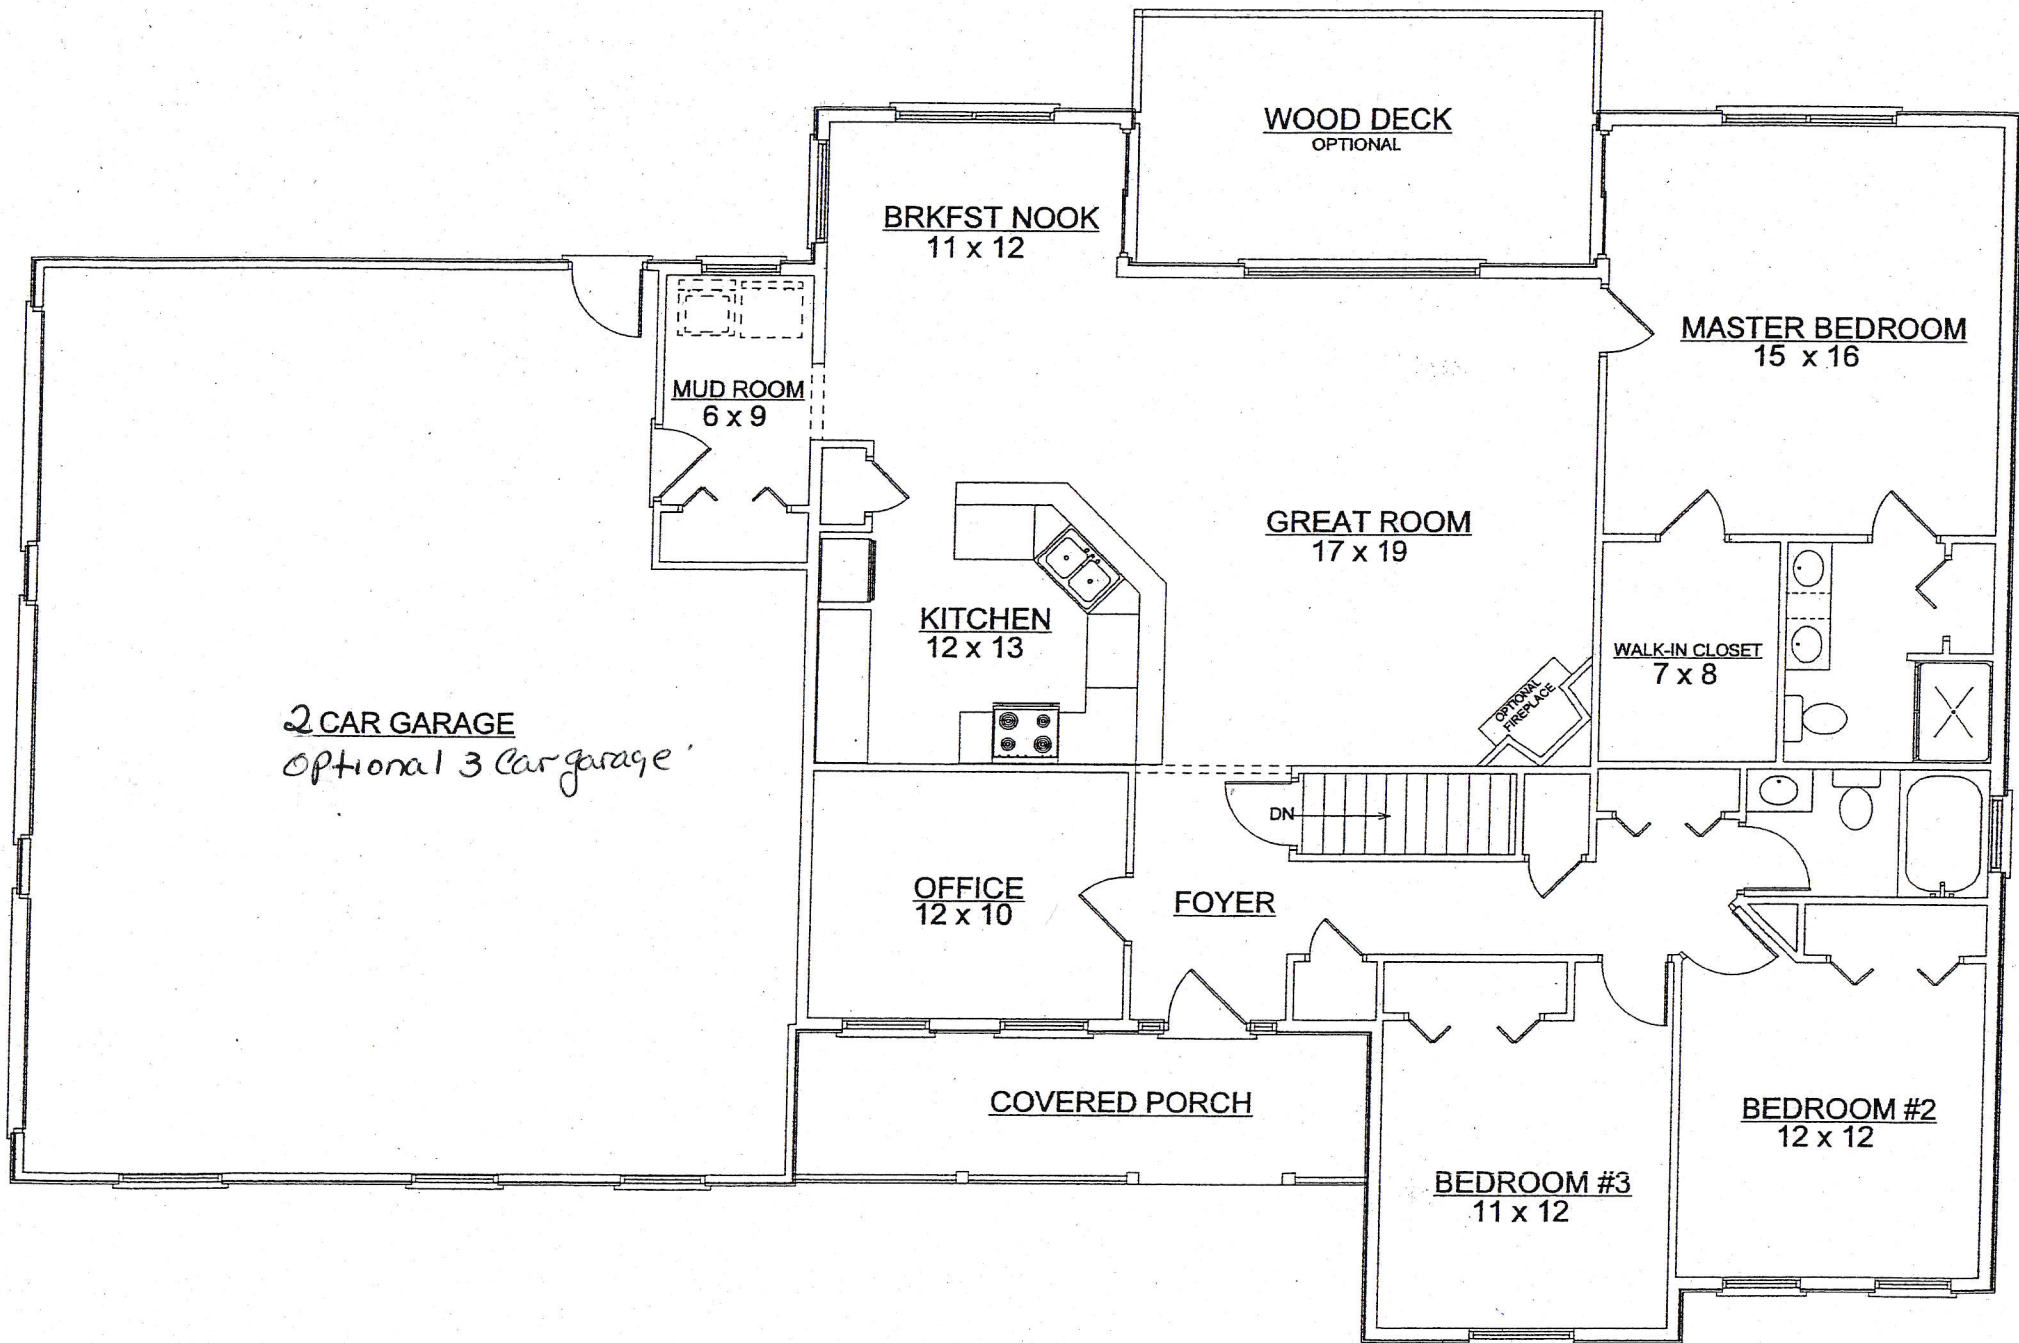 WOOD DECK
OPTIONAL
BRKFST NOOK
11 x 12
MASTER BEDROOM
15 x 16
MUD ROOM
6 x 9
GREAT ROOM
17 x 19
KITCHEN
12 x 13
WALK-IN CLOSET
7 x 8
OPTIONAL
FIREPLACE
2 CAR GARAGE
Optional 3 Car garage
DN
OFFICE
12 x 10
FOYER
COVERED PORCH
BEDROOM #2
12 x 12
BEDROOM #3
11 x 12